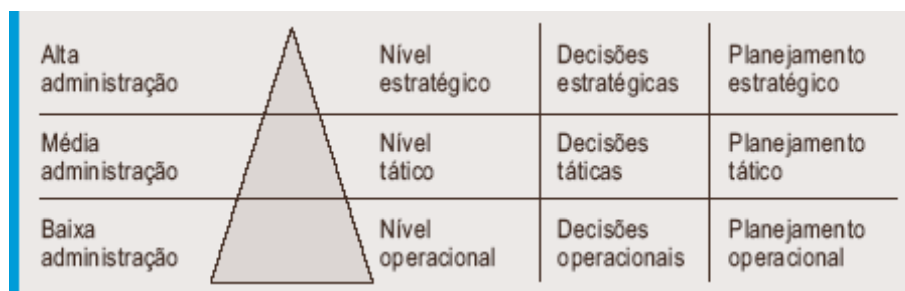 Alta
administração
Nível
estratégico
Decisões
estratégicas
Planejamento
estratégico
Média
administração
Nível
tático
Decisões
táticas
Planejamento
tático
Baixa
administração
Nível
operacional
Decisões
operacionais
Planejamento
operacional